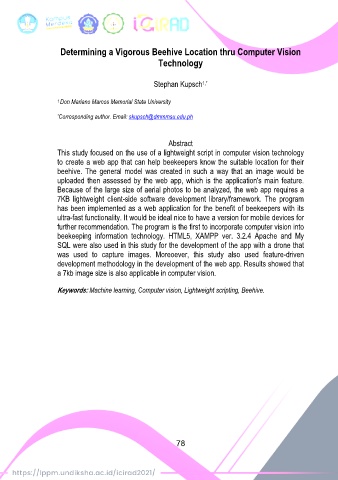 ICIRAD
Determining a Vigorous Beehive Location thru Computer Vision
Technology
Stephan Kupsch1,*
1 Don Mariano Marcos Memorial State University
*Corresponding author. Email: skupsch@dmmmsu.edu.ph
Abstract
This study focused on the use of a lightweight script in computer vision technology
to create a web app that can help beekeepers know the suitable location for their
beehive. The general model was created in such a way that an image would be
uploaded then assessed by the web app, which is the application's main feature.
Because of the large size of aerial photos to be analyzed, the web app requires a
7KB lightweight client-side software development library/framework. The program
has been implemented as a web application for the benefit of beekeepers with its
ultra-fast functionality. It would be ideal nice to have a version for mobile devices for
further recommendation. The program is the first to incorporate computer vision into
beekeeping information technology. HTML5, XAMPP ver. 3.2.4 Apache and My
SQL were also used in this study for the development of the app with a drone that
was used to capture images. Moreoever, this study also used feature-driven
development methodology in the development of the web app. Results showed that
a 7kb image size is also applicable in computer vision.
Keywords: Machine learning, Computer vision, Lightweight scripting, Beehive.
78
https://lppm.undiksha.ac.id/icirad2021/